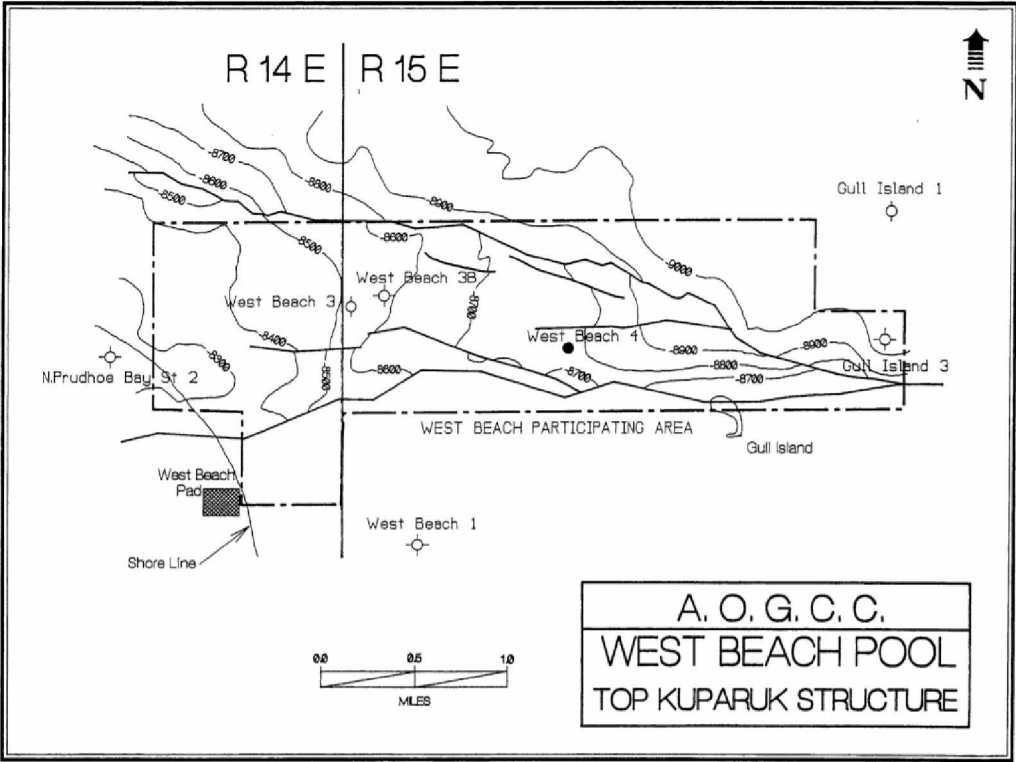 R 14 E
R 15 E
N
-8700
-8600
-8500
-8800
-8900
Gull Island 1
-8500
-8600
-9000
West Beach 3B
West Beach 3
-8700
-8400
West Beach 4
-8900
-8900
-8300
N.Prudhoe Bay St 2
-8500
-8600
-8700
-8800
-8700
Gull Island 3
WEST BEACH PARTICIPATING AREA
Gull Island
West Beach
Pad
West Beach 1
Shore Line
A. O. G. C. C.
WEST BEACH POOL
TOP KUPARUK STRUCTURE
0.0 0.5 1.0
MILES